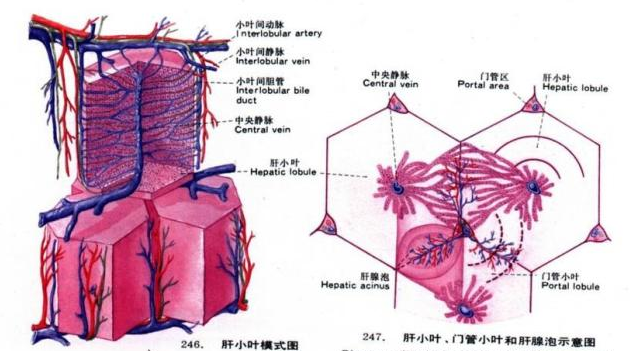 小叶间动脉
Interlobular artery
小叶间静脉
Interlobular vein
小叶间胆管
Interlobular bile
duct
中央静脉
Central vein
肝小叶
Hepatic lobule
中央静脉
Central vein
门管区
Portal area
肝小叶
Hepatic lobule
肝腺泡
Hepatic acinus
门管小叶
Portal lobule
246. 肝小叶模式图
247. 肝小叶、门管小叶和肝腺泡示意图